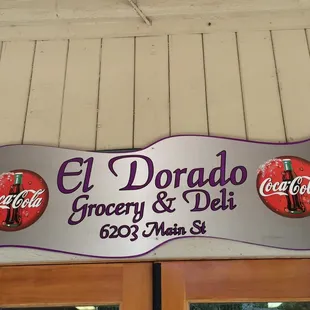 El Dorado
Coca-Cola Grocery & Deli Coca-Cola
6203 Main St